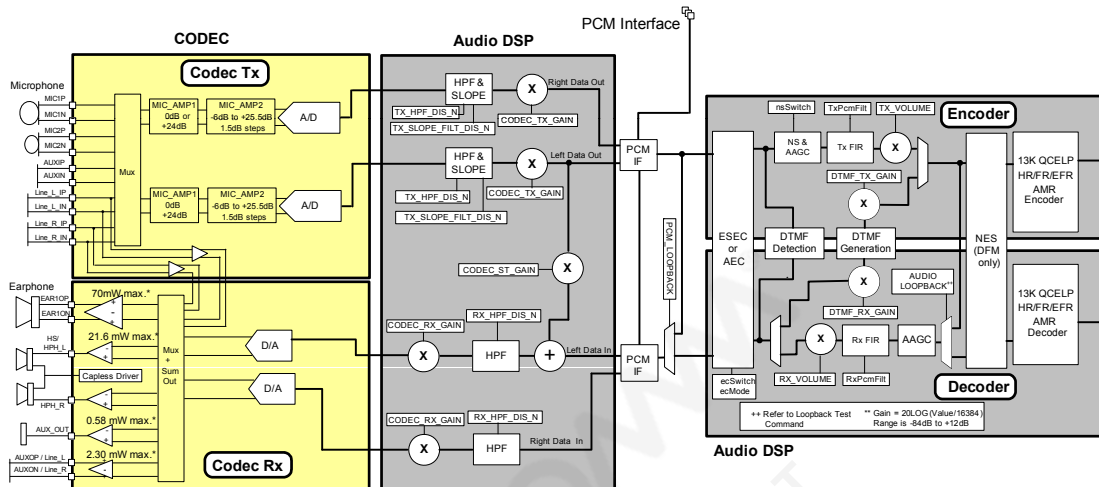 PCM Interface
CODEC
Audio DSP
Codec Tx
Microphone
MIC1P
MIC1N
MIC2P
MIC2N
AUXIP
AUXIN
Line_L_IP
Line_L_IN
Line_R_IP
Line_R_IN
Mux
MIC_AMP1
0dB or
+24dB
MIC_AMP2
-6dB to +25.5dB
1.5dB steps
A/D
MIC_AMP1
0dB
+24dB
MIC_AMP2
-6dB to +25.5dB
1.5dB steps
A/D
HPF &
SLOPE
X
Right Data Out
TX_HPF_DIS_N
CODEC_TX_GAIN
TX_SLOPE_FILT_DIS_N
HPF &
SLOPE
X
Left Data Out
TX_HPF_DIS_N
CODEC_TX_GAIN
TX_SLOPE_FILT_DIS_N
CODEC_ST_GAIN
X
PCM
IF
PCM_LOOPBACK
Earphone
EAR1OP
EAR1ON
HS/
HPH_L
Capless Driver
HPH_R
AUX_OUT
AUXOP / Line_L
AUXON / Line_R
70mW max.*
21.6 mW max.*
0.58 mW max.*
2.30 mW max.*
Mux
+
Sum
Out
D/A
D/A
Codec Rx
CODEC_RX_GAIN
RX_HPF_DIS_N
X
HPF
+
Left Data In
CODEC_RX_GAIN
RX_HPF_DIS_N
X
HPF
Right Data In
PCM
IF
nsSwitch
TxPcmFilt
TX_VOLUME
Encoder
NS &
AAGC
Tx FIR
X
DTMF_TX_GAIN
X
ESEC
or
AEC
DTMF
Detection
DTMF
Generation
NES
(DFM
only)
13K QCELP
HR/FR/EFR
AMR
Encoder
X
DTMF_RX_GAIN
AUDIO
LOOPBACK++
X
Rx FIR
AAGC
RX_VOLUME
RxPcmFilt
13K QCELP
HR/FR/EFR
AMR
Decoder
ecSwitch
ecMode
Decoder
++ Refer to Loopback Test
Command
** Gain = 20LOG(Value/16384)
Range is -84dB to +12dB
Audio DSP